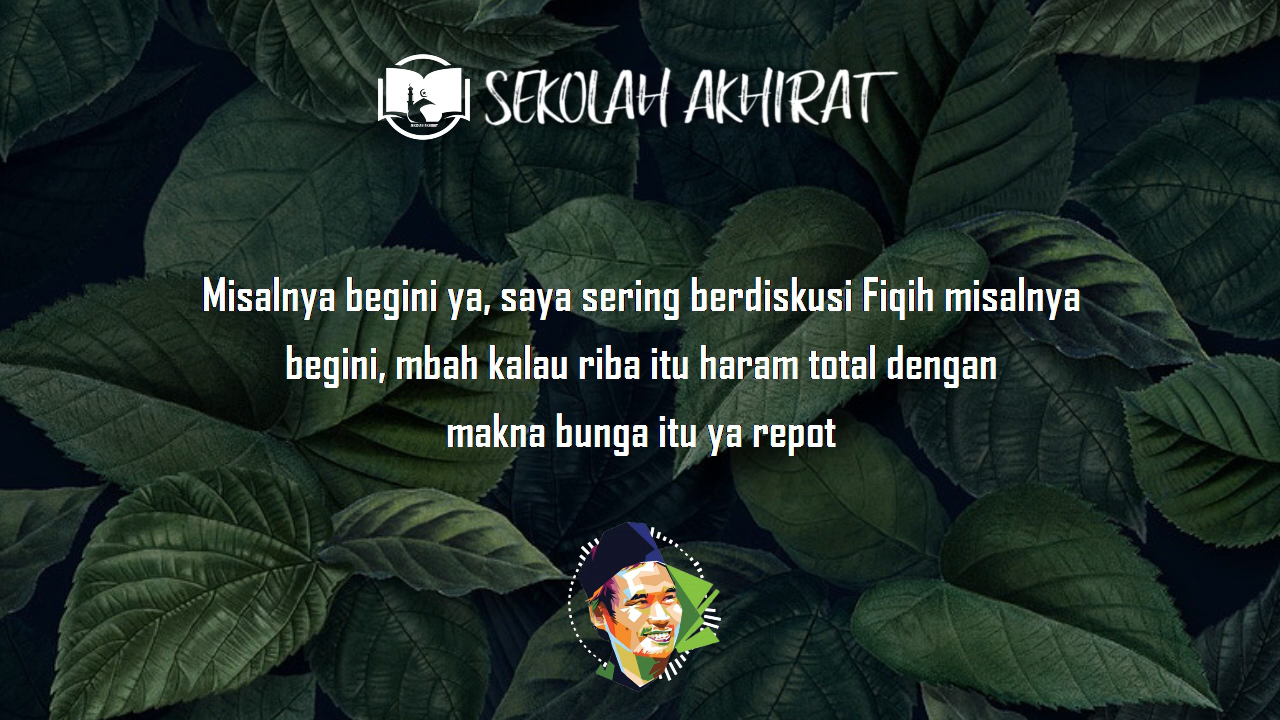 SEKOLAH AKHIRAT
Misalnya begini ya, saya sering berdiskusi Fiqih misalnya
begini, mbah kalau riba itu haram total dengan
makna bunga itu ya repot